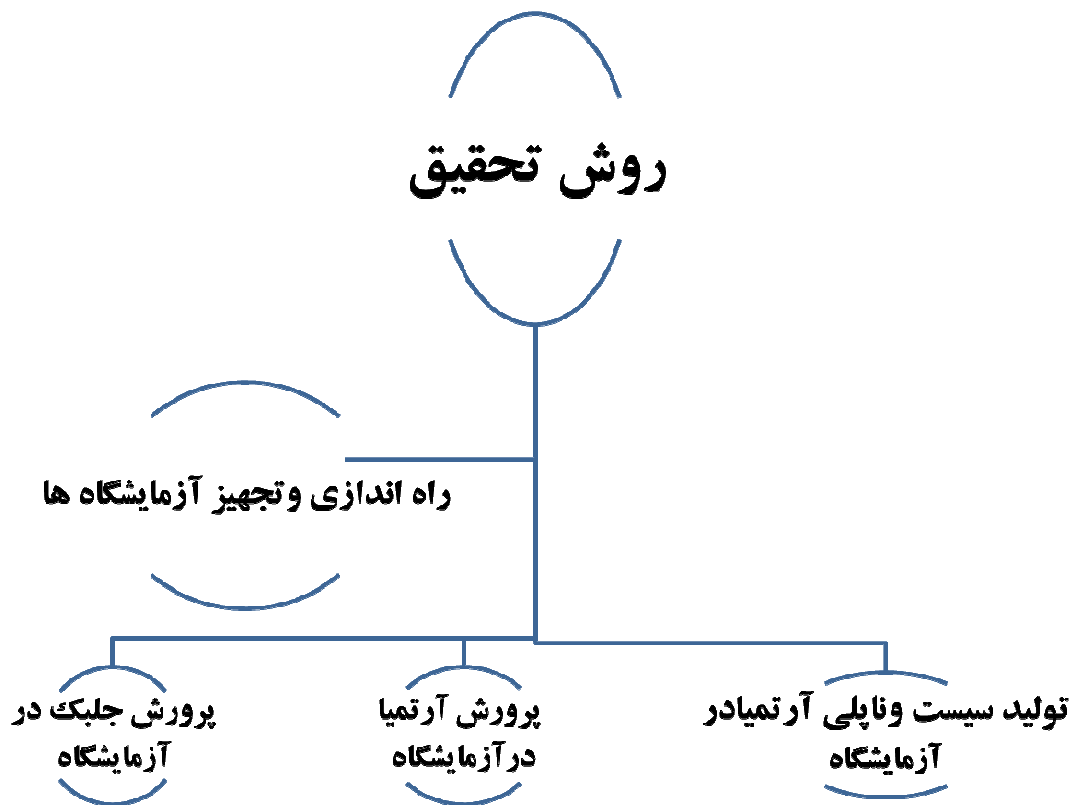 روش تحقیق
راه اندازی وتجهیز آزمایشگاه ها
تولید سیست وناپلی آرتمیادر
آزمایشگاه
پرورش آرتمیا
درآزمایشگاه
پرورش جلبک در
آزمایشگاه